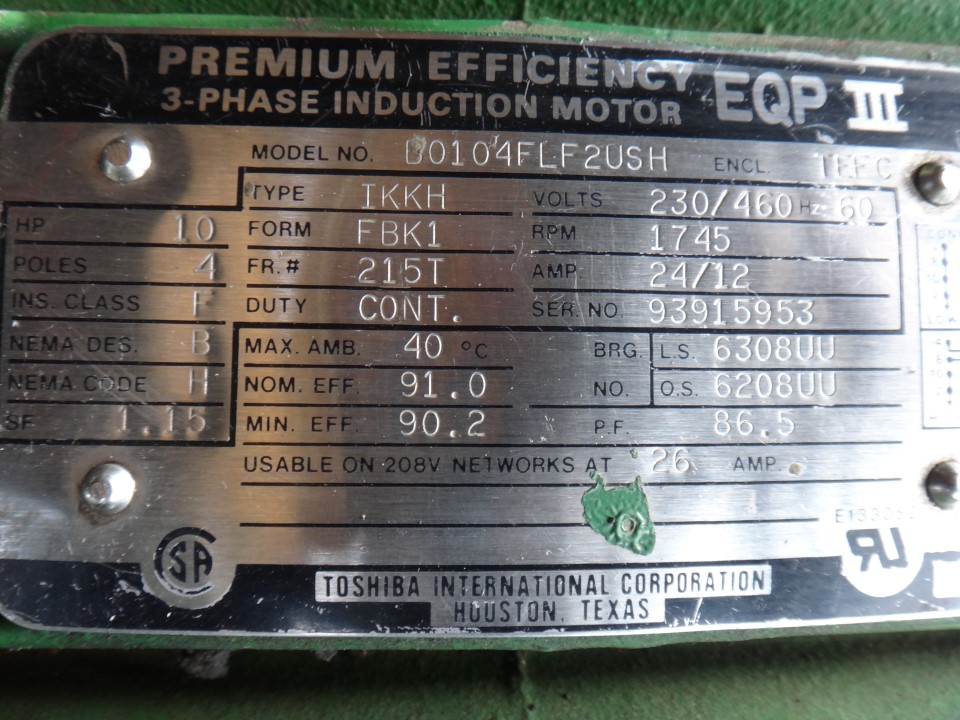 PREMIUM EFFICIENCY
3-PHASE INDUCTION MOTOR EQP III
MODEL NO. B0104FLF2USH ENCL. TEFC
TYPE IKKH VOLTS 230/460 Hz 60
HP 10 FORM FBK1 RPM 1745
POLES 4 FR.# 215T AMP. 24/12
INS. CLASS F DUTY CONT. SER. NO. 93915953
NEMA DES. B MAX. AMB. 40 °C BRG. L.S. 6308UU
NEMA CODE H NOM. EFF. 91.0 NO. O.S. 6208UU
SF 1.15 MIN. EFF. 90.2 P.F. 86.5
USABLE ON 208V NETWORKS AT 26 AMP.
SA
UR
TOSHIBA INTERNATIONAL CORPORATION
HOUSTON, TEXAS